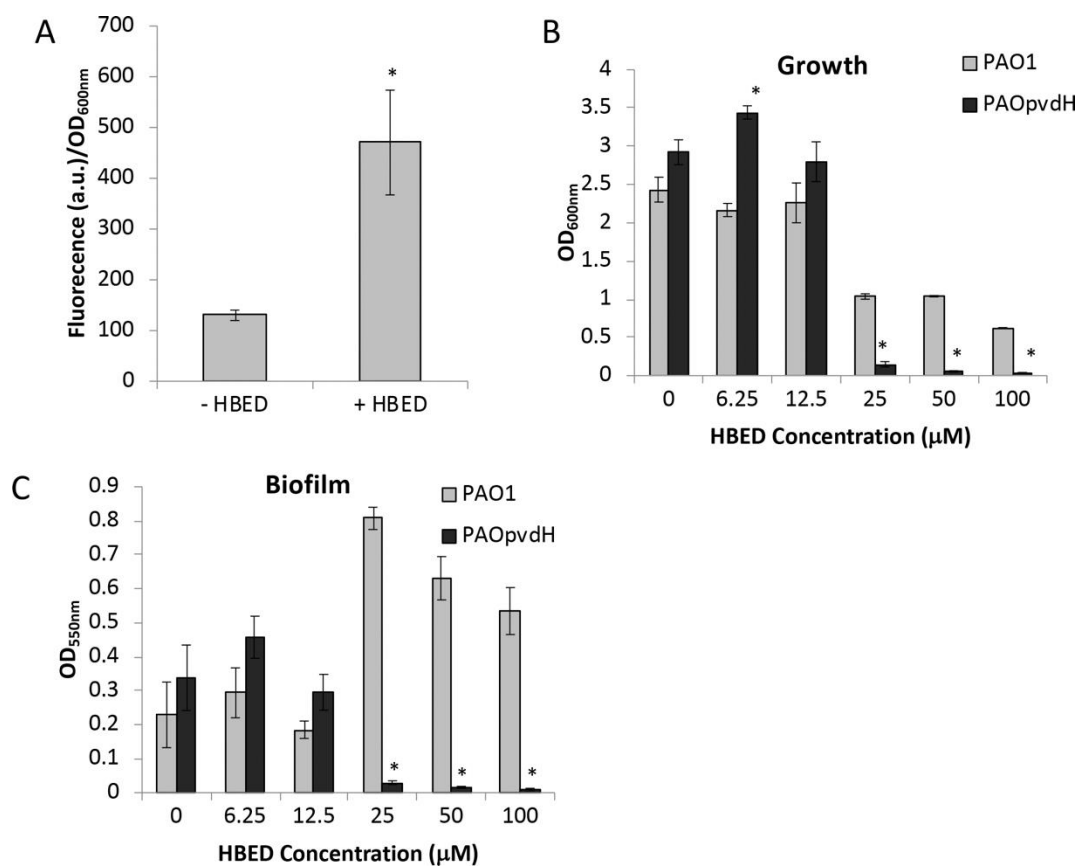 A
700
600
500
400
300
200
100
0
Fluorecence (a.u.)/OD600nm
*
- HBED
+ HBED
B
Growth
PAO1
PAOpvdH
4
3.5
3
2.5
2
1.5
1
0.5
0
OD600nm
*
* * *
0 6.25 12.5 25 50 100
HBED Concentration (µM)
C
Biofilm
PAO1
PAOpvdH
0.9
0.8
0.7
0.6
0.5
0.4
0.3
0.2
0.1
0
OD550nm
* * *
0 6.25 12.5 25 50 100
HBED Concentration (µM)